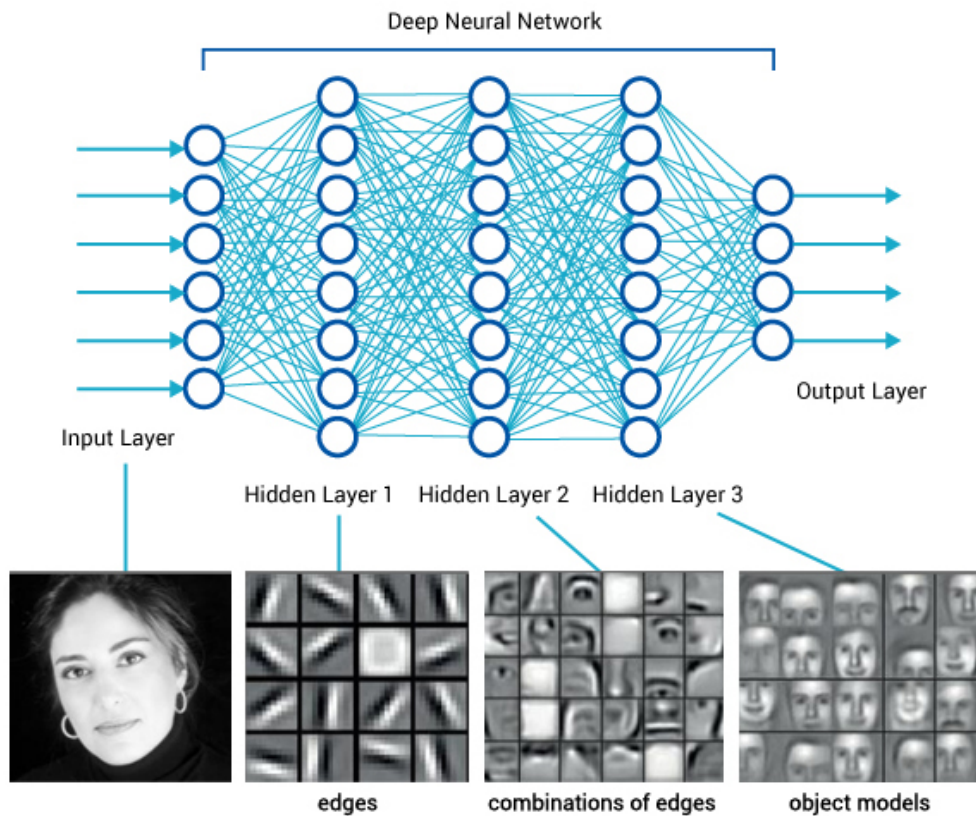 Deep Neural Network
Input Layer
Output Layer
Hidden Layer 1
Hidden Layer 2
Hidden Layer 3
edges
combinations of edges
object models